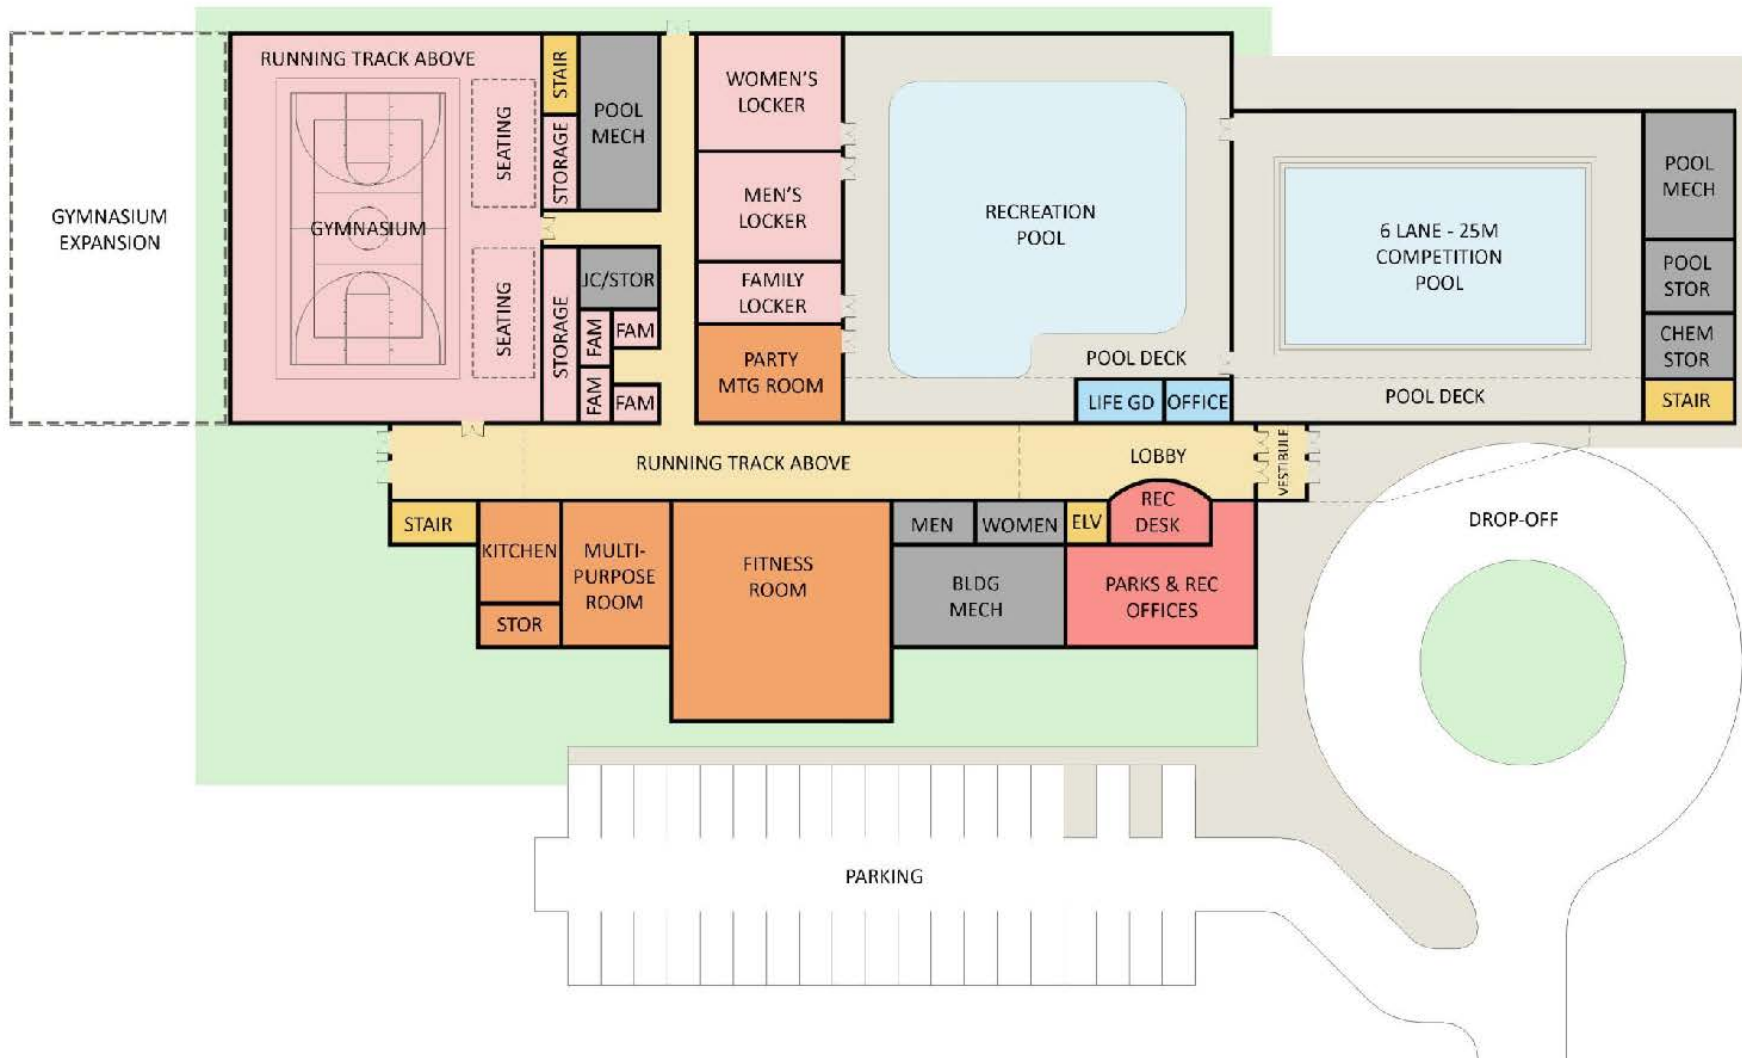 RUNNING TRACK ABOVE
STAIR
POOL
MECH
WOMEN'S
LOCKER
SEATING
STORAGE
MEN'S
LOCKER
GYMNASIUM
EXPANSION
GYMNASIUM
RECREATION
POOL
6 LANE - 25M
COMPETITION
POOL
POOL
MECH
POOL
STOR
CHEM
STOR
STAIR
SEATING
STORAGE
JC/STOR
FAM
FAM
FAM
FAM
FAMILY
LOCKER
PARTY
MTG ROOM
POOL DECK
LIFE GD
OFFICE
POOL DECK
RUNNING TRACK ABOVE
LOBBY
VESTIBULE
STAIR
KITCHEN
STOR
MULTI-
PURPOSE
ROOM
FITNESS
ROOM
MEN
WOMEN
ELV
REC
DESK
BLDG
MECH
PARKS & REC
OFFICES
DROP-OFF
PARKING